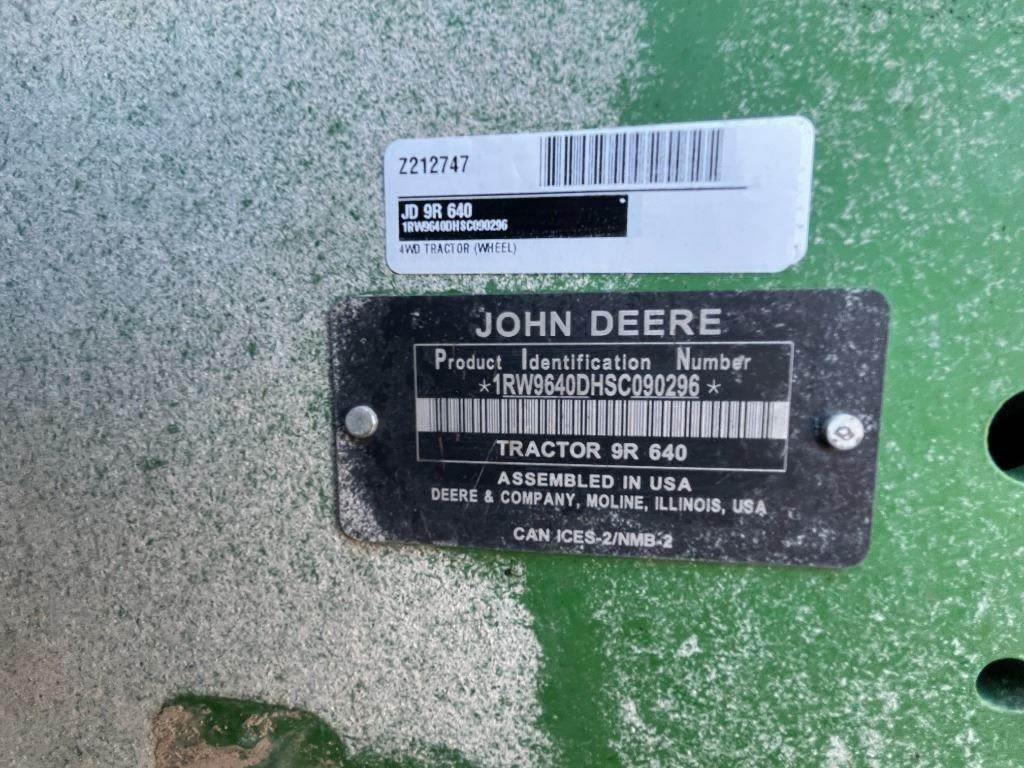 Z212747
JD 9R 640
1RW9640DHSC090296
4WD TRACTOR (WHEEL)
JOHN DEERE
Product Identification Number
*1RW9640DHSC090296*
TRACTOR 9R 640
ASSEMBLED IN USA
DEERE & COMPANY, MOLINE, ILLINOIS, USA
CAN ICES-2/NMB-2